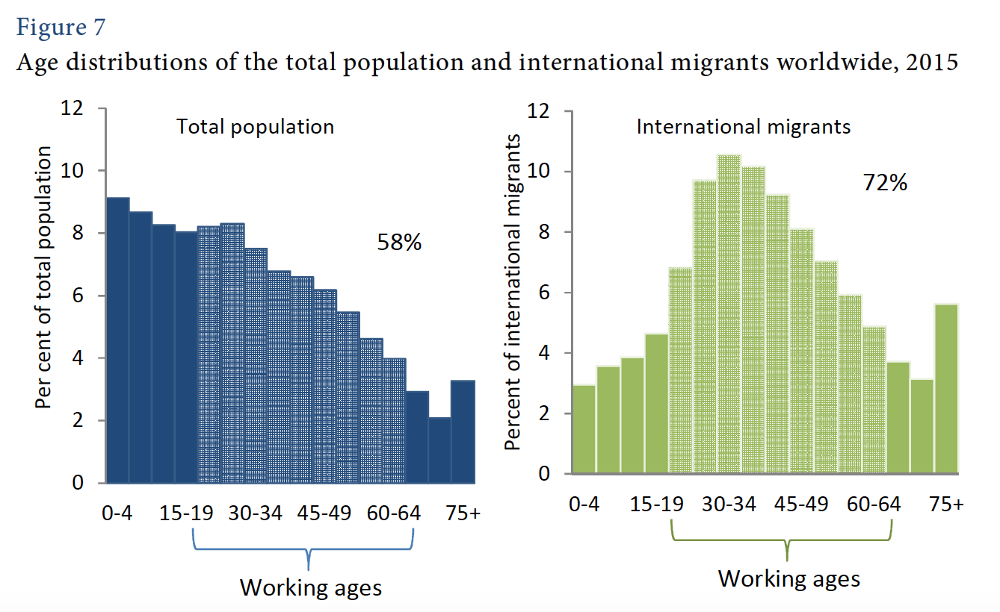 Figure 7
Age distributions of the total population and international migrants worldwide, 2015
Total population
Per cent of total population
12
10
8
6
4
2
0
58%
0-4 15-19 30-34 45-49 60-64 75+
Working ages
International migrants
Percent of international migrants
12
10
8
6
4
2
0
72%
0-4 15-19 30-34 45-49 60-64 75+
Working ages